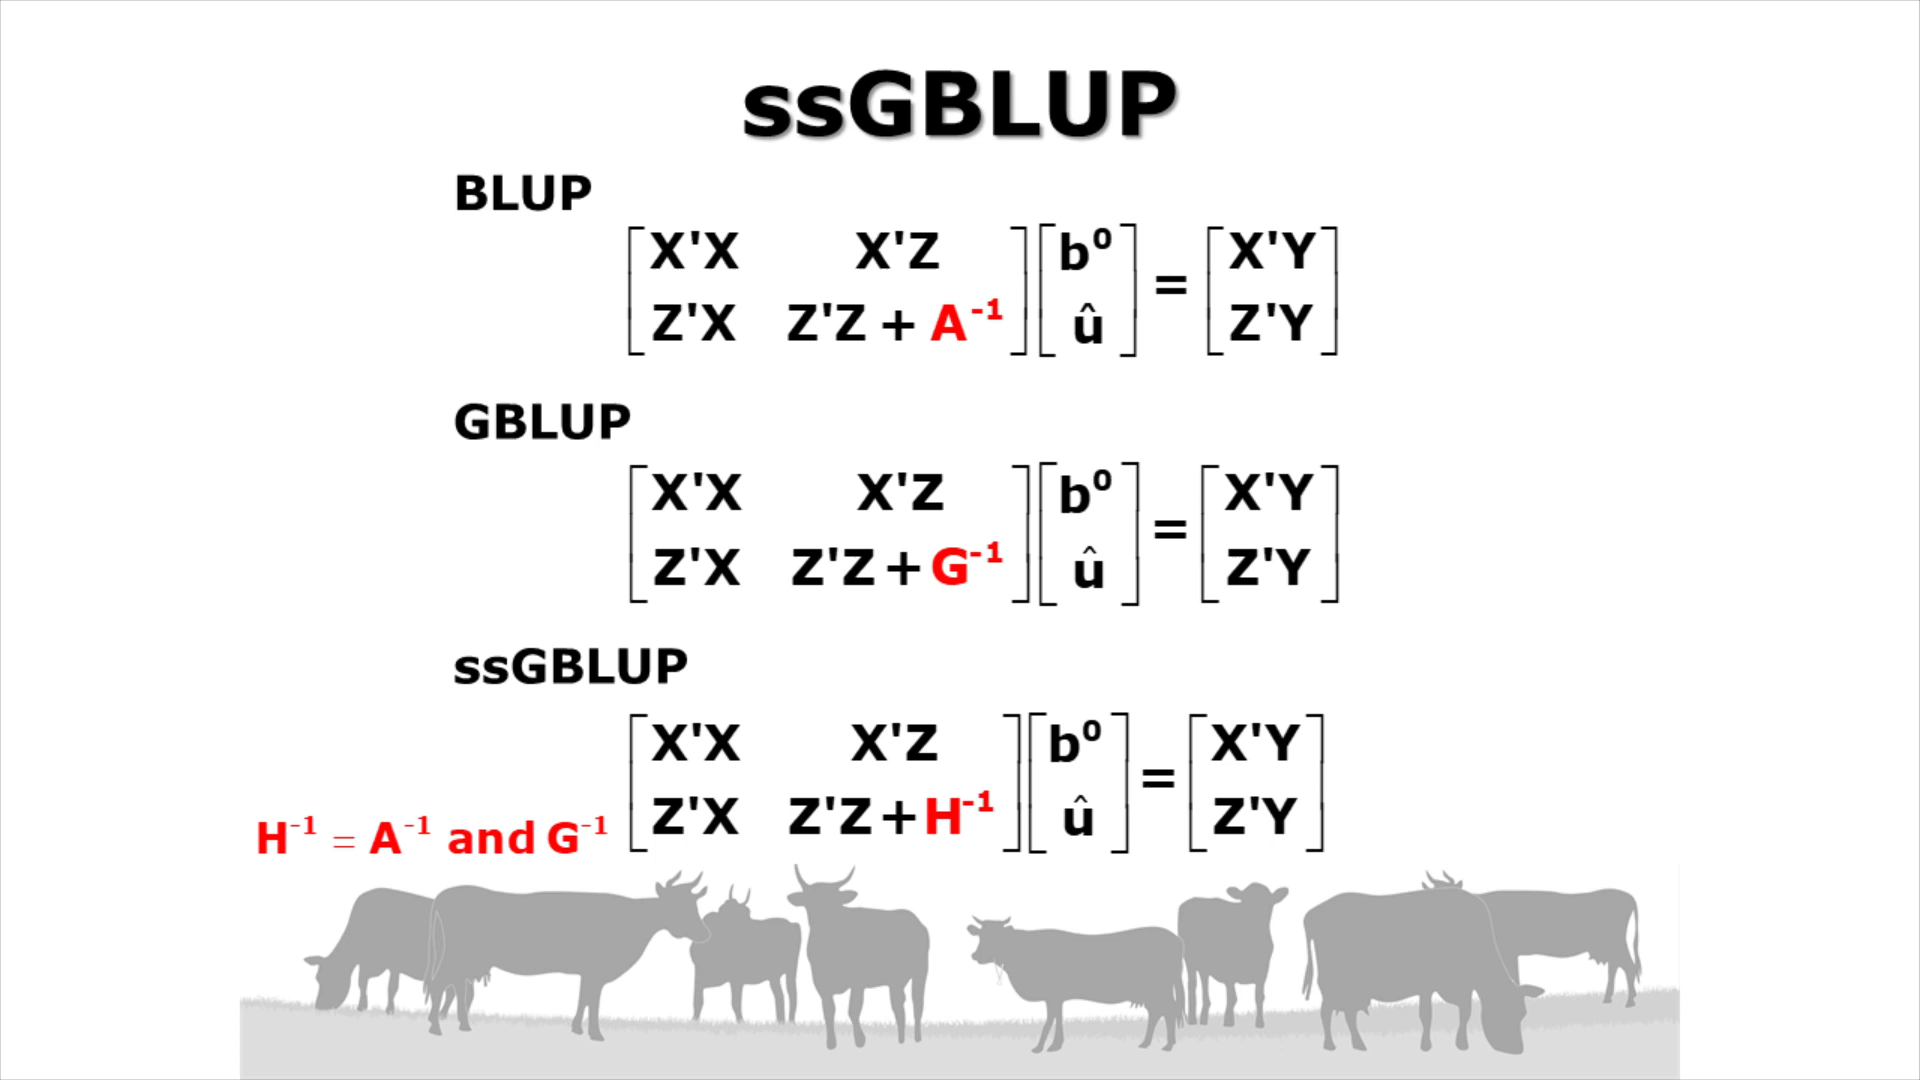 ssGBLUP
BLUP
X'X X'Z b⁰ X'Y
Z'X Z'Z + A⁻¹ û = Z'Y
GBLUP
X'X X'Z b⁰ X'Y
Z'X Z'Z + G⁻¹ û = Z'Y
ssGBLUP
X'X X'Z b⁰ X'Y
Z'X Z'Z + H⁻¹ û = Z'Y
H⁻¹ = A⁻¹ and G⁻¹